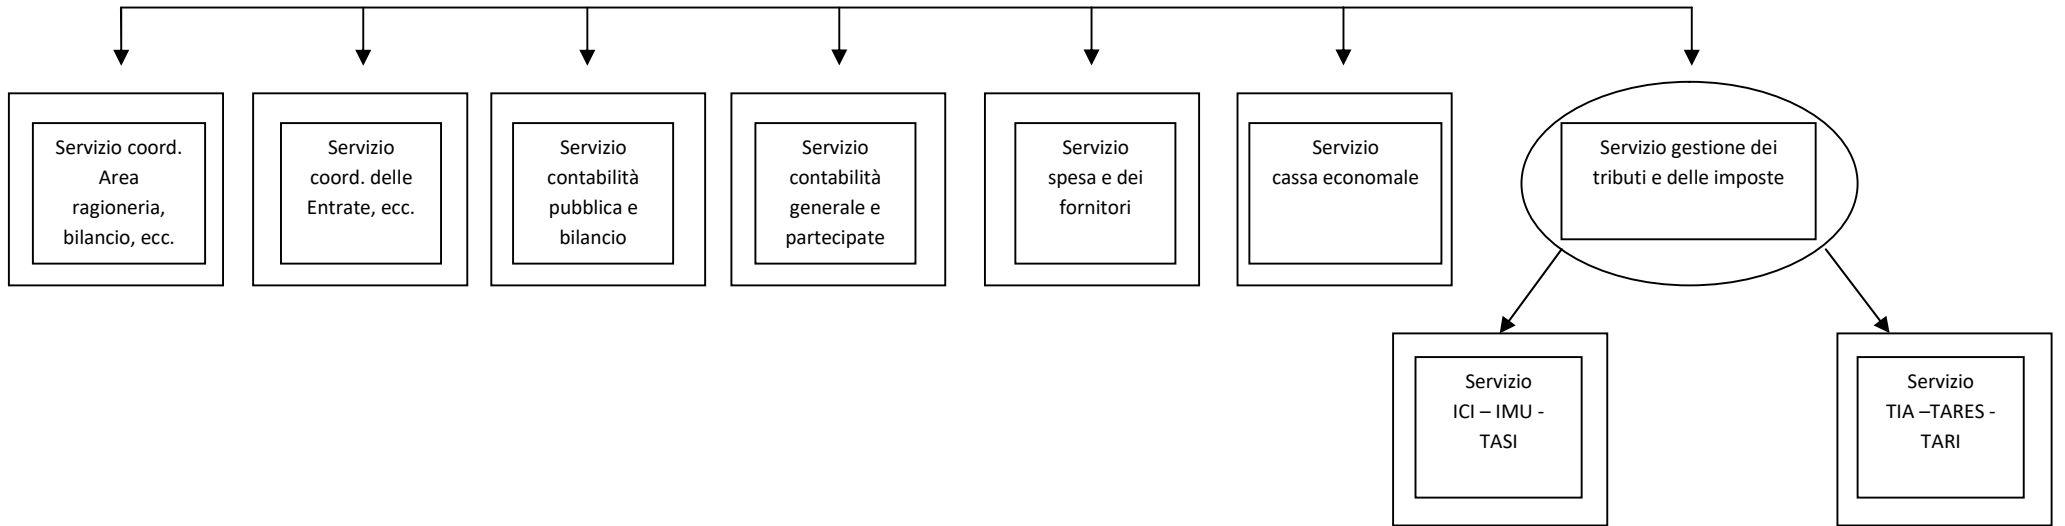 Servizio coord.
Area
ragioneria,
bilancio, ecc.
Servizio
coord. delle
Entrate, ecc.
Servizio
contabilità
pubblica e
bilancio
Servizio
contabilità
generale e
partecipate
Servizio
spesa e dei
fornitori
Servizio
cassa economale
Servizio gestione dei
tributi e delle imposte
Servizio
ICI – IMU -
TASI
Servizio
TIA –TARES -
TARI